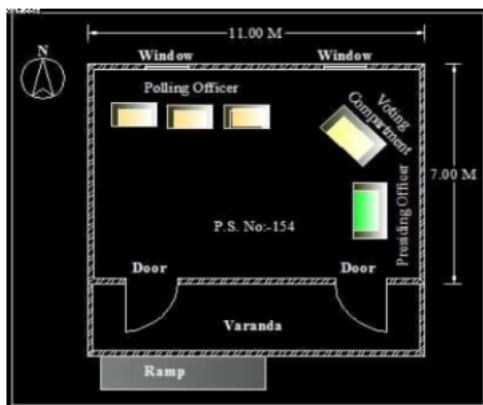 11.00 M
N
Window
Window
Polling Officer
Voting
Compartment
7.00 M
Presiding Officer
P.S. No:-154
Door
Door
Varanda
Ramp